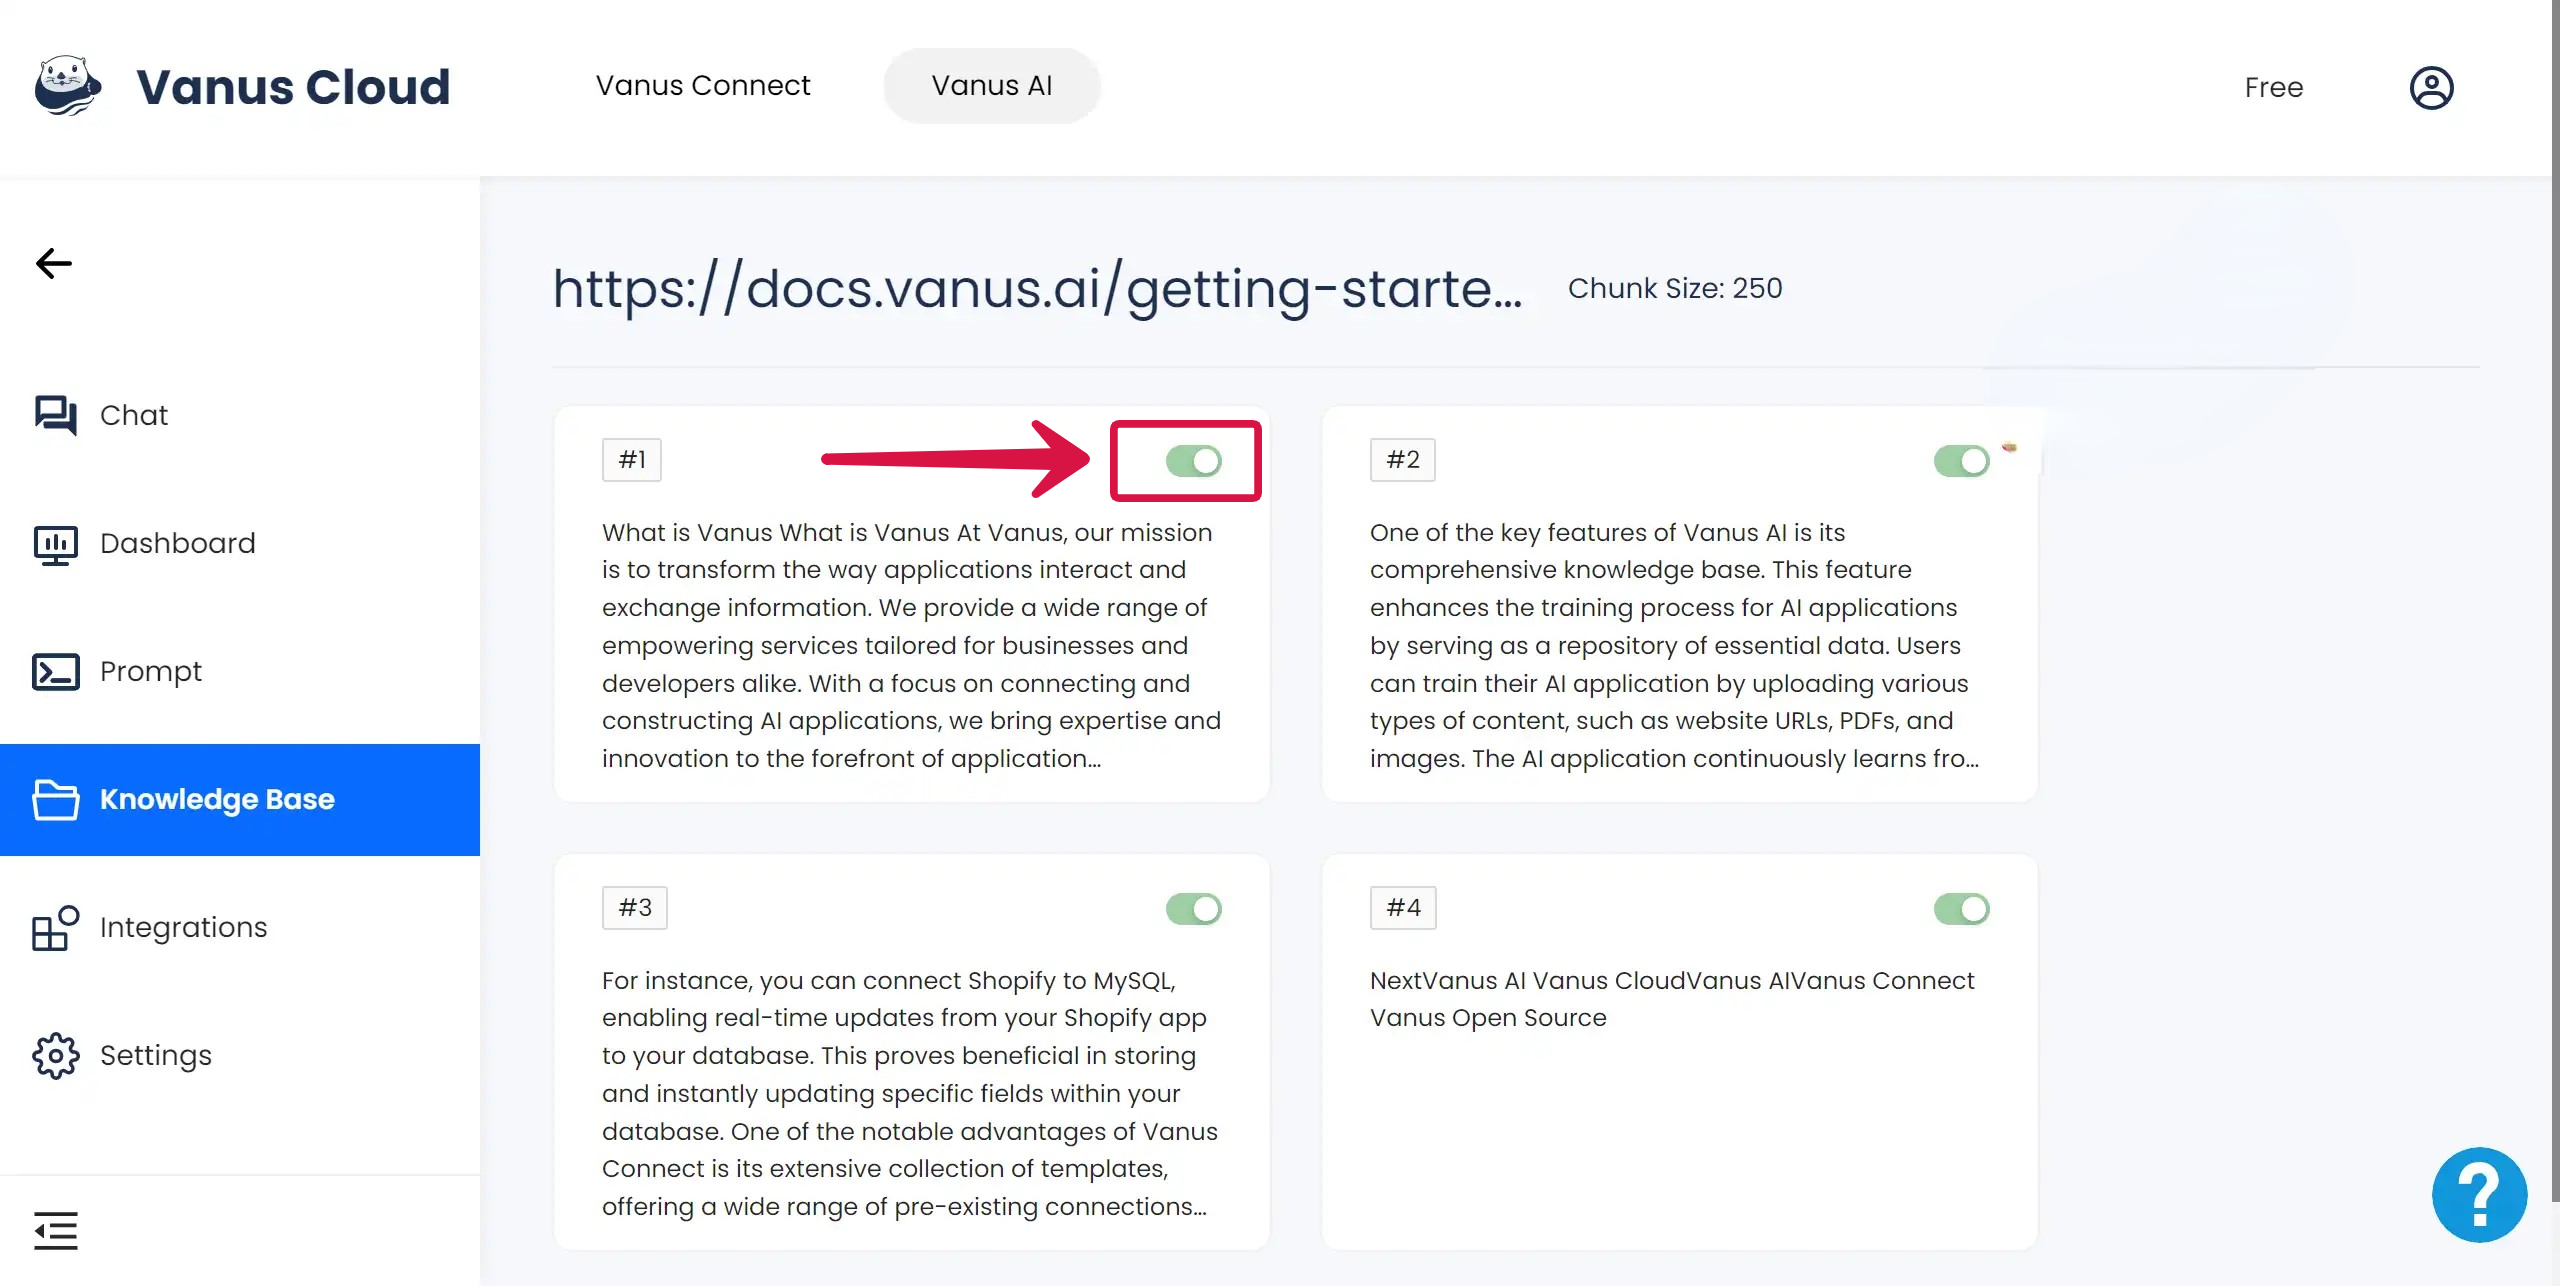 Vanus Cloud
Vanus Connect
Vanus AI
Free
Chat
Dashboard
Prompt
Knowledge Base
Integrations
Settings
https://docs.vanus.ai/getting-starte...
Chunk Size: 250
#1
What is Vanus What is Vanus At Vanus, our mission
is to transform the way applications interact and
exchange information. We provide a wide range of
empowering services tailored for businesses and
developers alike. With a focus on connecting and
constructing AI applications, we bring expertise and
innovation to the forefront of application...
#2
One of the key features of Vanus AI is its
comprehensive knowledge base. This feature
enhances the training process for AI applications
by serving as a repository of essential data. Users
can train their AI application by uploading various
types of content, such as website URLs, PDFs, and
images. The AI application continuously learns fro...
#3
For instance, you can connect Shopify to MySQL,
enabling real-time updates from your Shopify app
to your database. This proves beneficial in storing
and instantly updating specific fields within your
database. One of the notable advantages of Vanus
Connect is its extensive collection of templates,
offering a wide range of pre-existing connections...
#4
NextVanus AI Vanus CloudVanus AIVanus Connect
Vanus Open Source
?